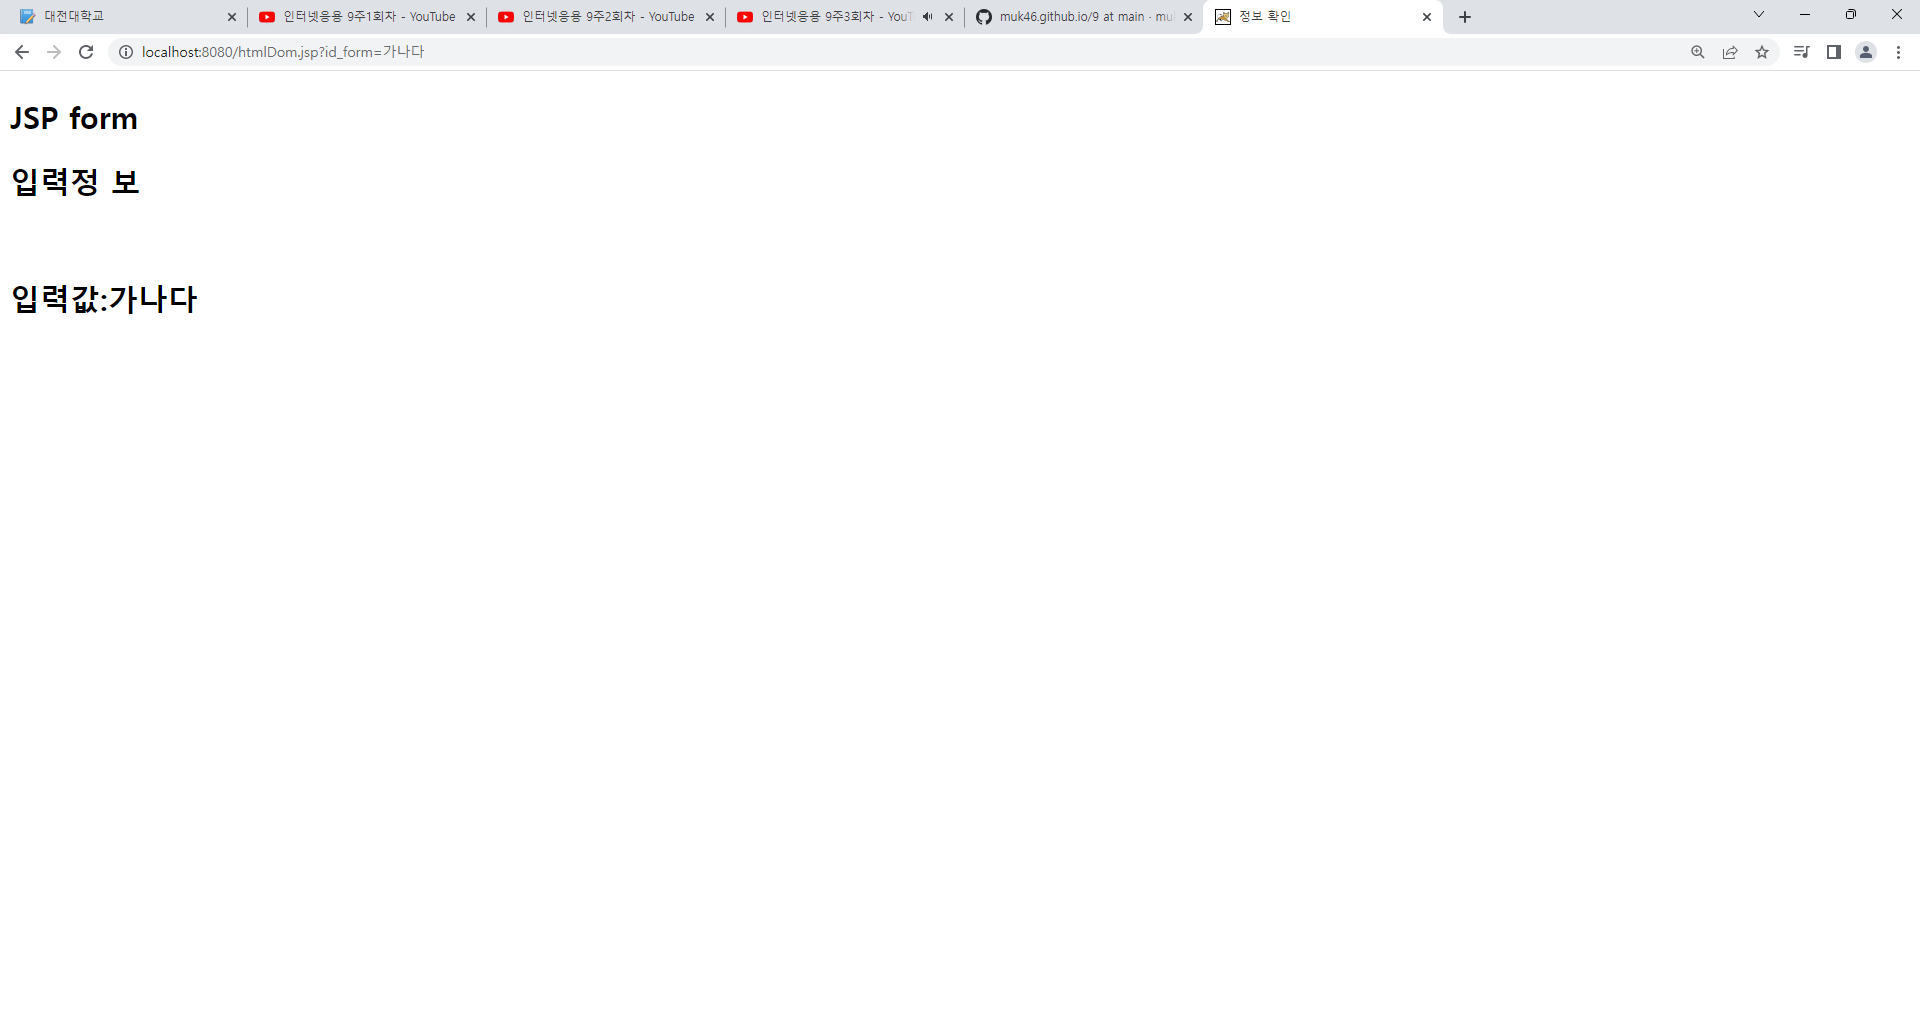 대전대학교
인터넷응용 9주1회차 - YouTube
인터넷응용 9주2회차 - YouTube
인터넷응용 9주3회차 - YouT
muk46.github.io/9 at main · mu
정보 확인
localhost:8080/htmlDom.jsp?id_form=가나다
JSP form
입력정 보
입력값:가나다